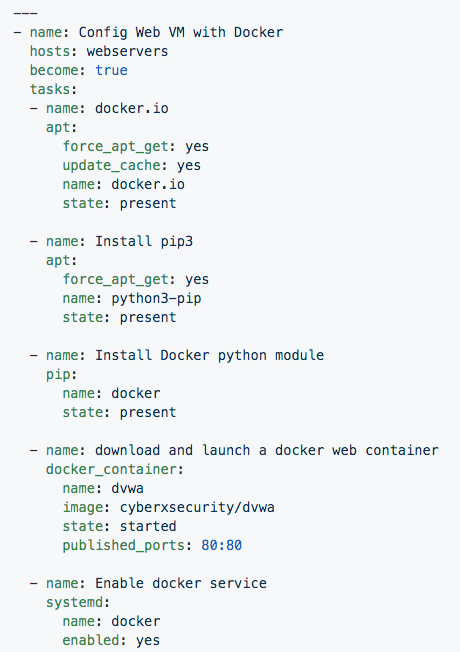 ---
- name: Config Web VM with Docker
  hosts: webservers
  become: true
  tasks:
  - name: docker.io
    apt:
      force_apt_get: yes
      update_cache: yes
      name: docker.io
      state: present

  - name: Install pip3
    apt:
      force_apt_get: yes
      name: python3-pip
      state: present

  - name: Install Docker python module
    pip:
      name: docker
      state: present

  - name: download and launch a docker web container
    docker_container:
      name: dvwa
      image: cyberxsecurity/dvwa
      state: started
      published_ports: 80:80

  - name: Enable docker service
    systemd:
      name: docker
      enabled: yes